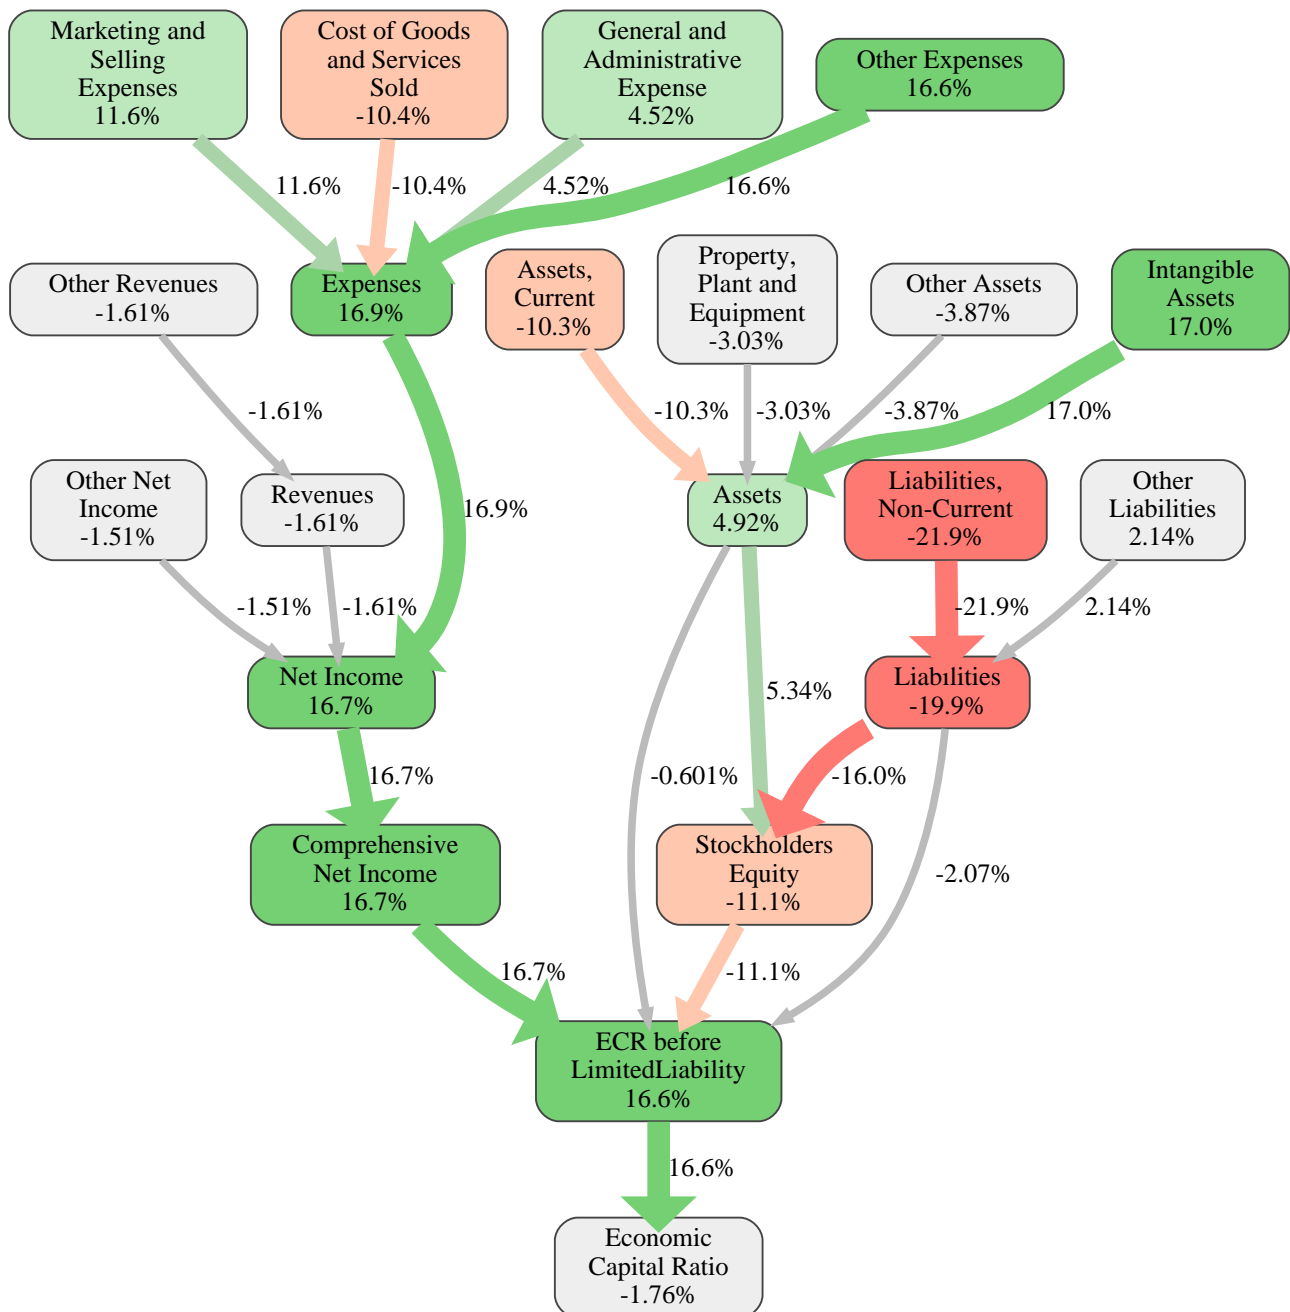 Marketing and
Selling
Expenses
11.6%
Cost of Goods
and Services
Sold
-10.4%
General and
Administrative
Expense
4.52%
Other Expenses
16.6%
11.6%
-10.4%
4.52%
16.6%
Other Revenues
-1.61%
Expenses
16.9%
Assets,
Current
-10.3%
Property,
Plant and
Equipment
-3.03%
Other Assets
-3.87%
Intangible
Assets
17.0%
-1.61%
-10.3%
-3.03%
-3.87%
17.0%
Other Net
Income
-1.51%
Revenues
-1.61%
16.9%
Assets
4.92%
Liabilities,
Non-Current
-21.9%
Other
Liabilities
2.14%
-1.51%
-1.61%
-21.9%
2.14%
Net Income
16.7%
5.34%
Liabilities
-19.9%
16.7%
-0.601%
-16.0%
Comprehensive
Net Income
16.7%
Stockholders
Equity
-11.1%
-2.07%
16.7%
-11.1%
ECR before
LimitedLiability
16.6%
16.6%
Economic
Capital Ratio
-1.76%